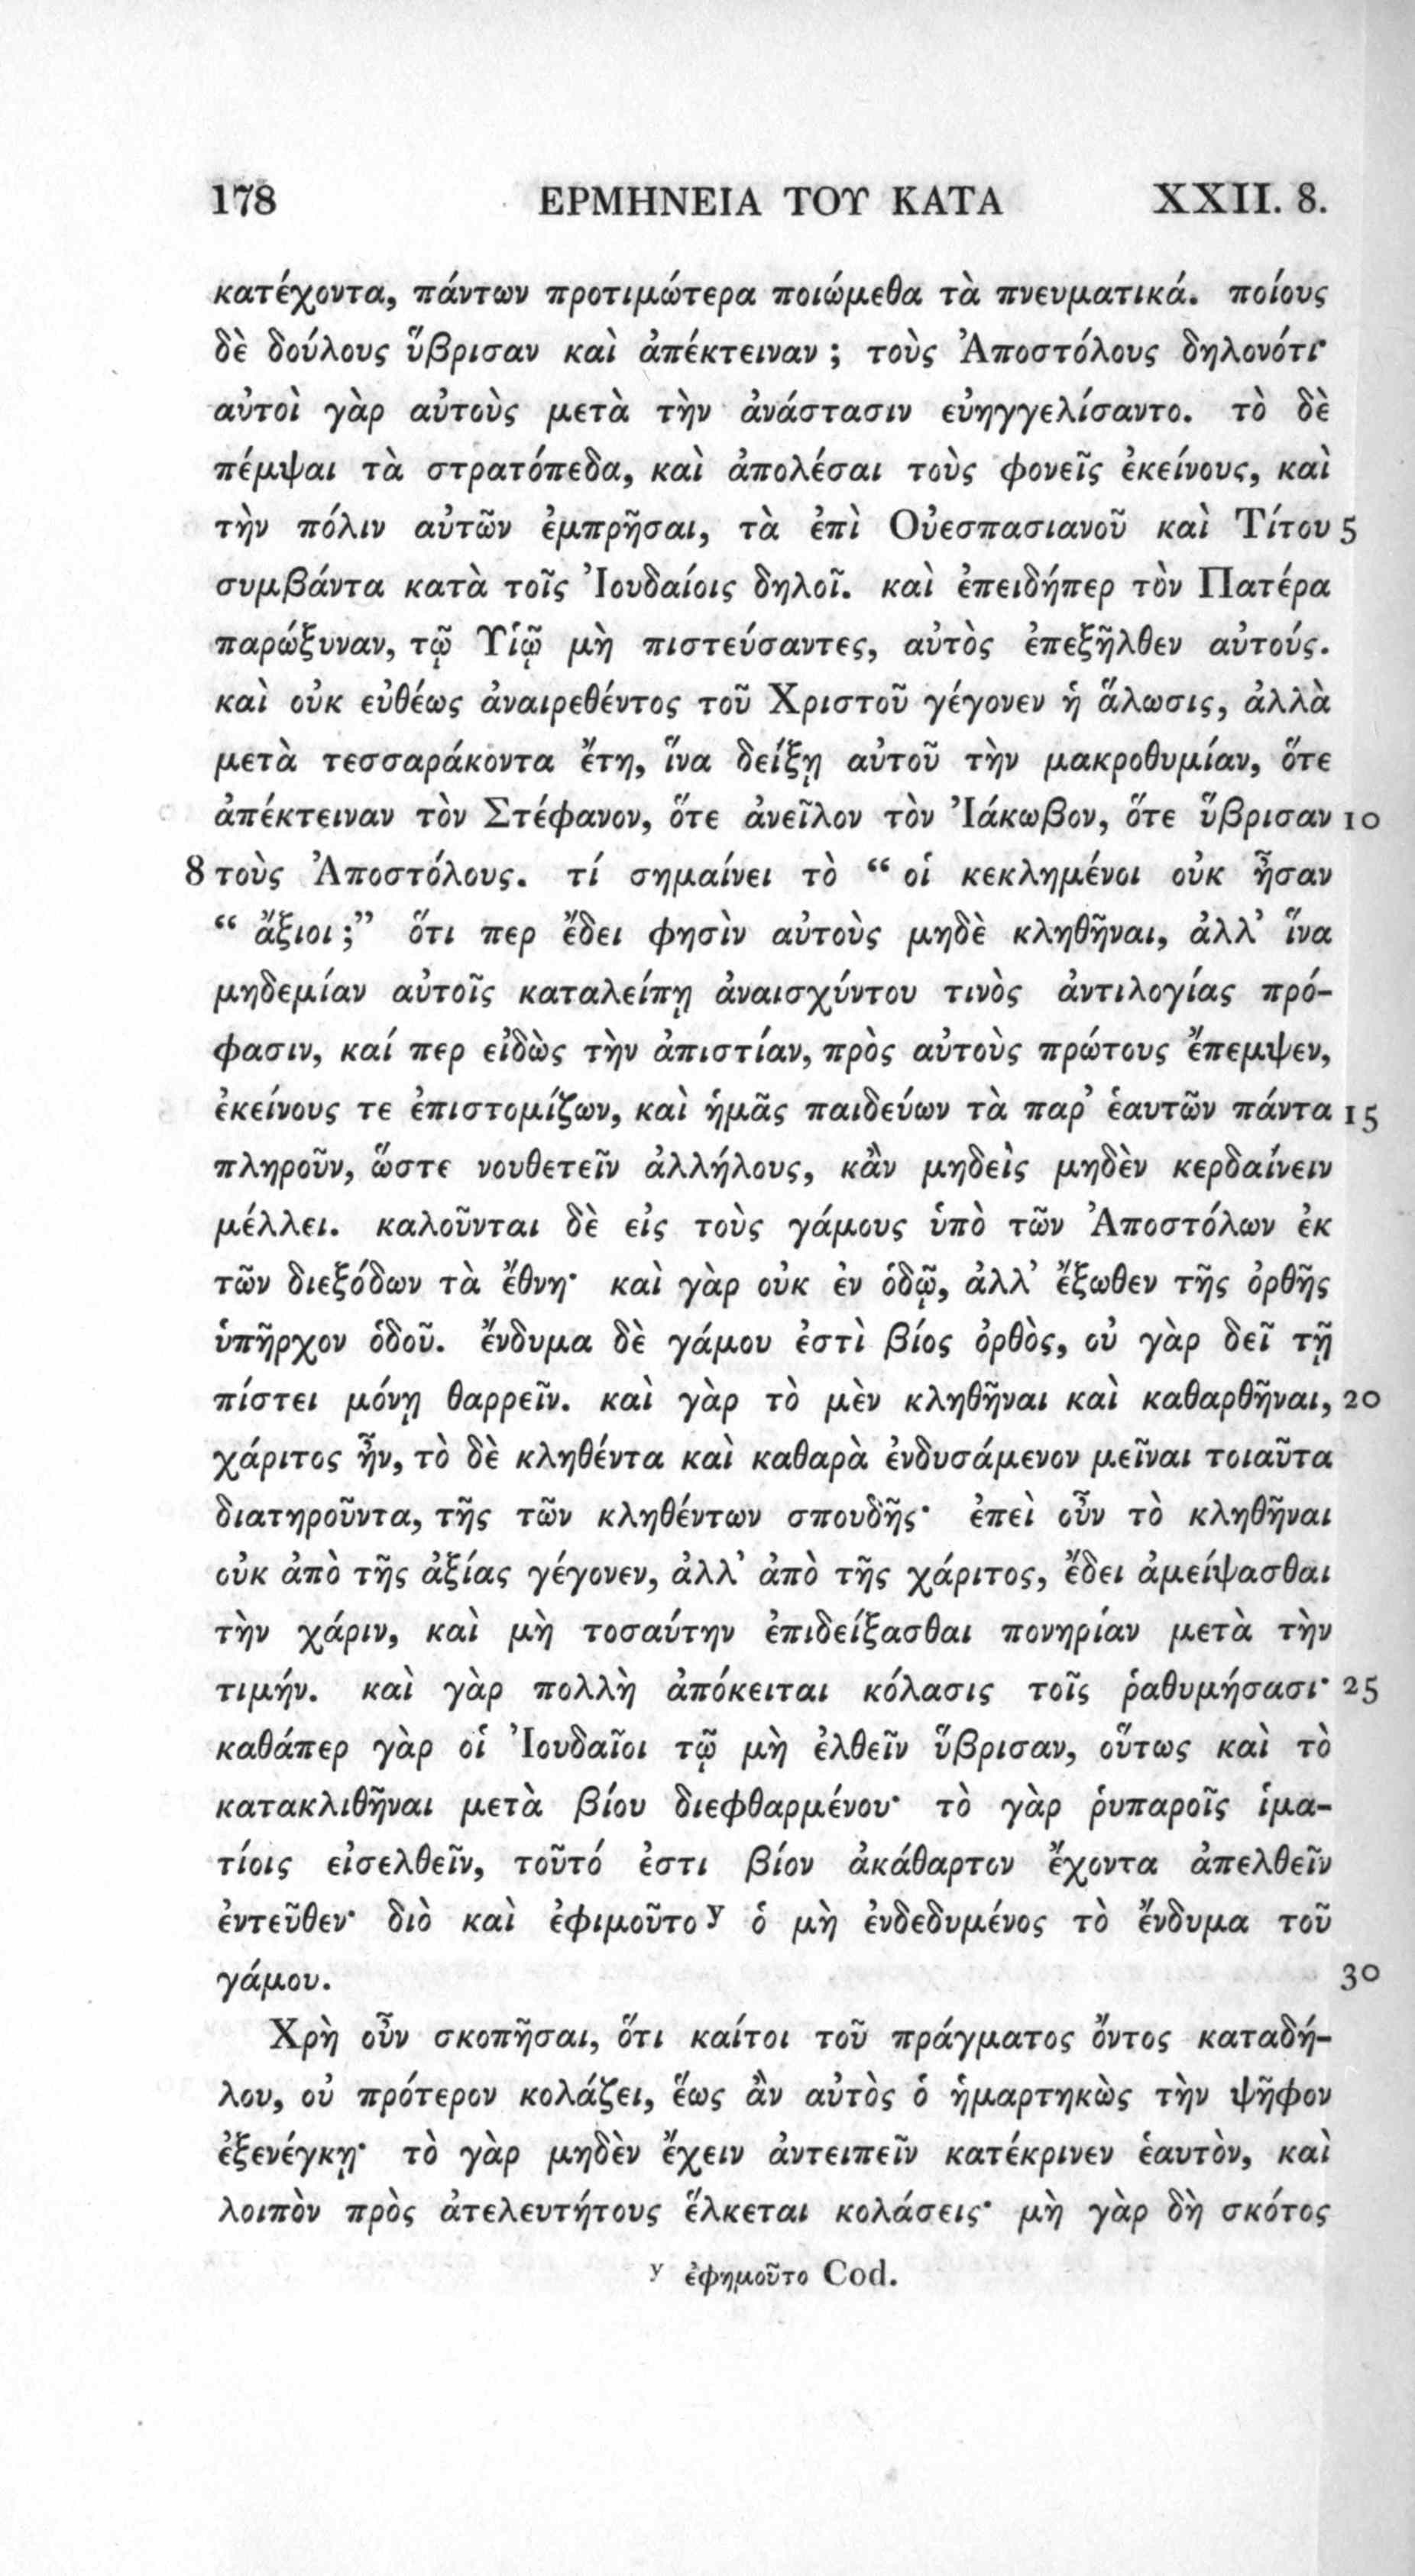 178 ΕΡΜΗΝΕΙΑ ΤΟΥ ΚΑΤΑ XXII. 8.
κατέχοντα, πάντων προτιμώτερα ποιώμεθα τὰ πνευματικά. ποίους
δὲ δούλους ὕβρισαν καὶ ἀπέκτειναν ; τοὺς Ἀποστόλους δηλονότι·
αὐτοὶ γὰρ αὐτοὺς μετὰ τὴν ἀνάστασιν εὐηγγελίσαντο. τὸ δὲ
πέμψαι τὰ στρατόπεδα, καὶ ἀπολέσαι τοὺς φονεῖς ἐκείνους, καὶ
τὴν πόλιν αὐτῶν ἐμπρῆσαι, τὰ ἐπὶ Οὐεσπασιανοῦ καὶ Τίτου 5
συμβάντα κατὰ τοῖς Ἰουδαίοις δηλοῖ. καὶ ἐπειδήπερ τὸν Πατέρα
παρώξυναν, τῷ Υἱῷ μὴ πιστεύσαντες, αὐτὸς ἐπεξῆλθεν αὐτούς.
καὶ οὐκ εὐθέως ἀναιρεθέντος τοῦ Χριστοῦ γέγονεν ἡ ἅλωσις, ἀλλὰ
μετὰ τεσσαράκοντα ἔτη, ἵνα δείξῃ αὐτοῦ τὴν μακροθυμίαν, ὅτε
ἀπέκτειναν τὸν Στέφανον, ὅτε ἀνεῖλον τὸν Ἰάκωβον, ὅτε ὕβρισαν 10
8 τοὺς Ἀποστόλους. τί σημαίνει τὸ “ οἱ κεκλημένοι οὐκ ἦσαν
“ ἄξιοι ;” ὅτι περ ἔδει φησὶν αὐτοὺς μηδὲ κληθῆναι, ἀλλ’ ἵνα
μηδεμίαν αὐτοῖς καταλείπῃ ἀναισχύντου τινὸς ἀντιλογίας πρό-
φασιν, καί περ εἰδὼς τὴν ἀπιστίαν, πρὸς αὐτοὺς πρώτους ἔπεμψεν,
ἐκείνους τε ἐπιστομίζων, καὶ ἡμᾶς παιδεύων τὰ παρ’ ἑαυτῶν πάντα 15
πληροῦν, ὥστε νουθετεῖν ἀλλήλους, κἂν μηδεὶς μηδὲν κερδαίνειν
μέλλει. καλοῦνται δὲ εἰς τοὺς γάμους ὑπὸ τῶν Ἀποστόλων ἐκ
τῶν διεξόδων τὰ ἔθνη· καὶ γὰρ οὐκ ἐν ὁδῷ, ἀλλ’ ἔξωθεν τῆς ὀρθῆς
ὑπῆρχον ὁδοῦ. ἔνδυμα δὲ γάμου ἐστὶ βίος ὀρθὸς, οὐ γὰρ δεῖ τῇ
πίστει μόνῃ θαρρεῖν. καὶ γὰρ τὸ μὲν κληθῆναι καὶ καθαρθῆναι, 20
χάριτος ἦν, τὸ δὲ κληθέντα καὶ καθαρὰ ἐνδυσάμενον μεῖναι τοιαῦτα
διατηροῦντα, τῆς τῶν κληθέντων σπουδῆς· ἐπεὶ οὖν τὸ κληθῆναι
οὐκ ἀπὸ τῆς ἀξίας γέγονεν, ἀλλ’ ἀπὸ τῆς χάριτος, ἔδει ἀμείψασθαι
τὴν χάριν, καὶ μὴ τοσαύτην ἐπιδείξασθαι πονηρίαν μετὰ τὴν
τιμήν. καὶ γὰρ πολλὴ ἀπόκειται κόλασις τοῖς ῥαθυμήσασι· 25
καθάπερ γὰρ οἱ Ἰουδαῖοι τῷ μὴ ἐλθεῖν ὕβρισαν, οὕτως καὶ τὸ
κατακλιθῆναι μετὰ βίου διεφθαρμένου· τὸ γὰρ ῥυπαροῖς ἱμα-
τίοις εἰσελθεῖν, τοῦτό ἐστι βίον ἀκάθαρτον ἔχοντα ἀπελθεῖν
ἐντεῦθεν· διὸ καὶ ἐφιμοῦτο y ὁ μὴ ἐνδεδυμένος τὸ ἔνδυμα τοῦ
γάμου. 30
Χρὴ οὖν σκοπῆσαι, ὅτι καίτοι τοῦ πράγματος ὄντος καταδή-
λου, οὐ πρότερον κολάζει, ἕως ἂν αὐτὸς ὁ ἡμαρτηκὼς τὴν ψῆφον
ἐξενέγκῃ· τὸ γὰρ μηδὲν ἔχειν ἀντειπεῖν κατέκρινεν ἑαυτὸν, καὶ
λοιπὸν πρὸς ἀτελευτήτους ἕλκεται κολάσεις· μὴ γὰρ δὴ σκότος
y ἐφημοῦτο Cod.